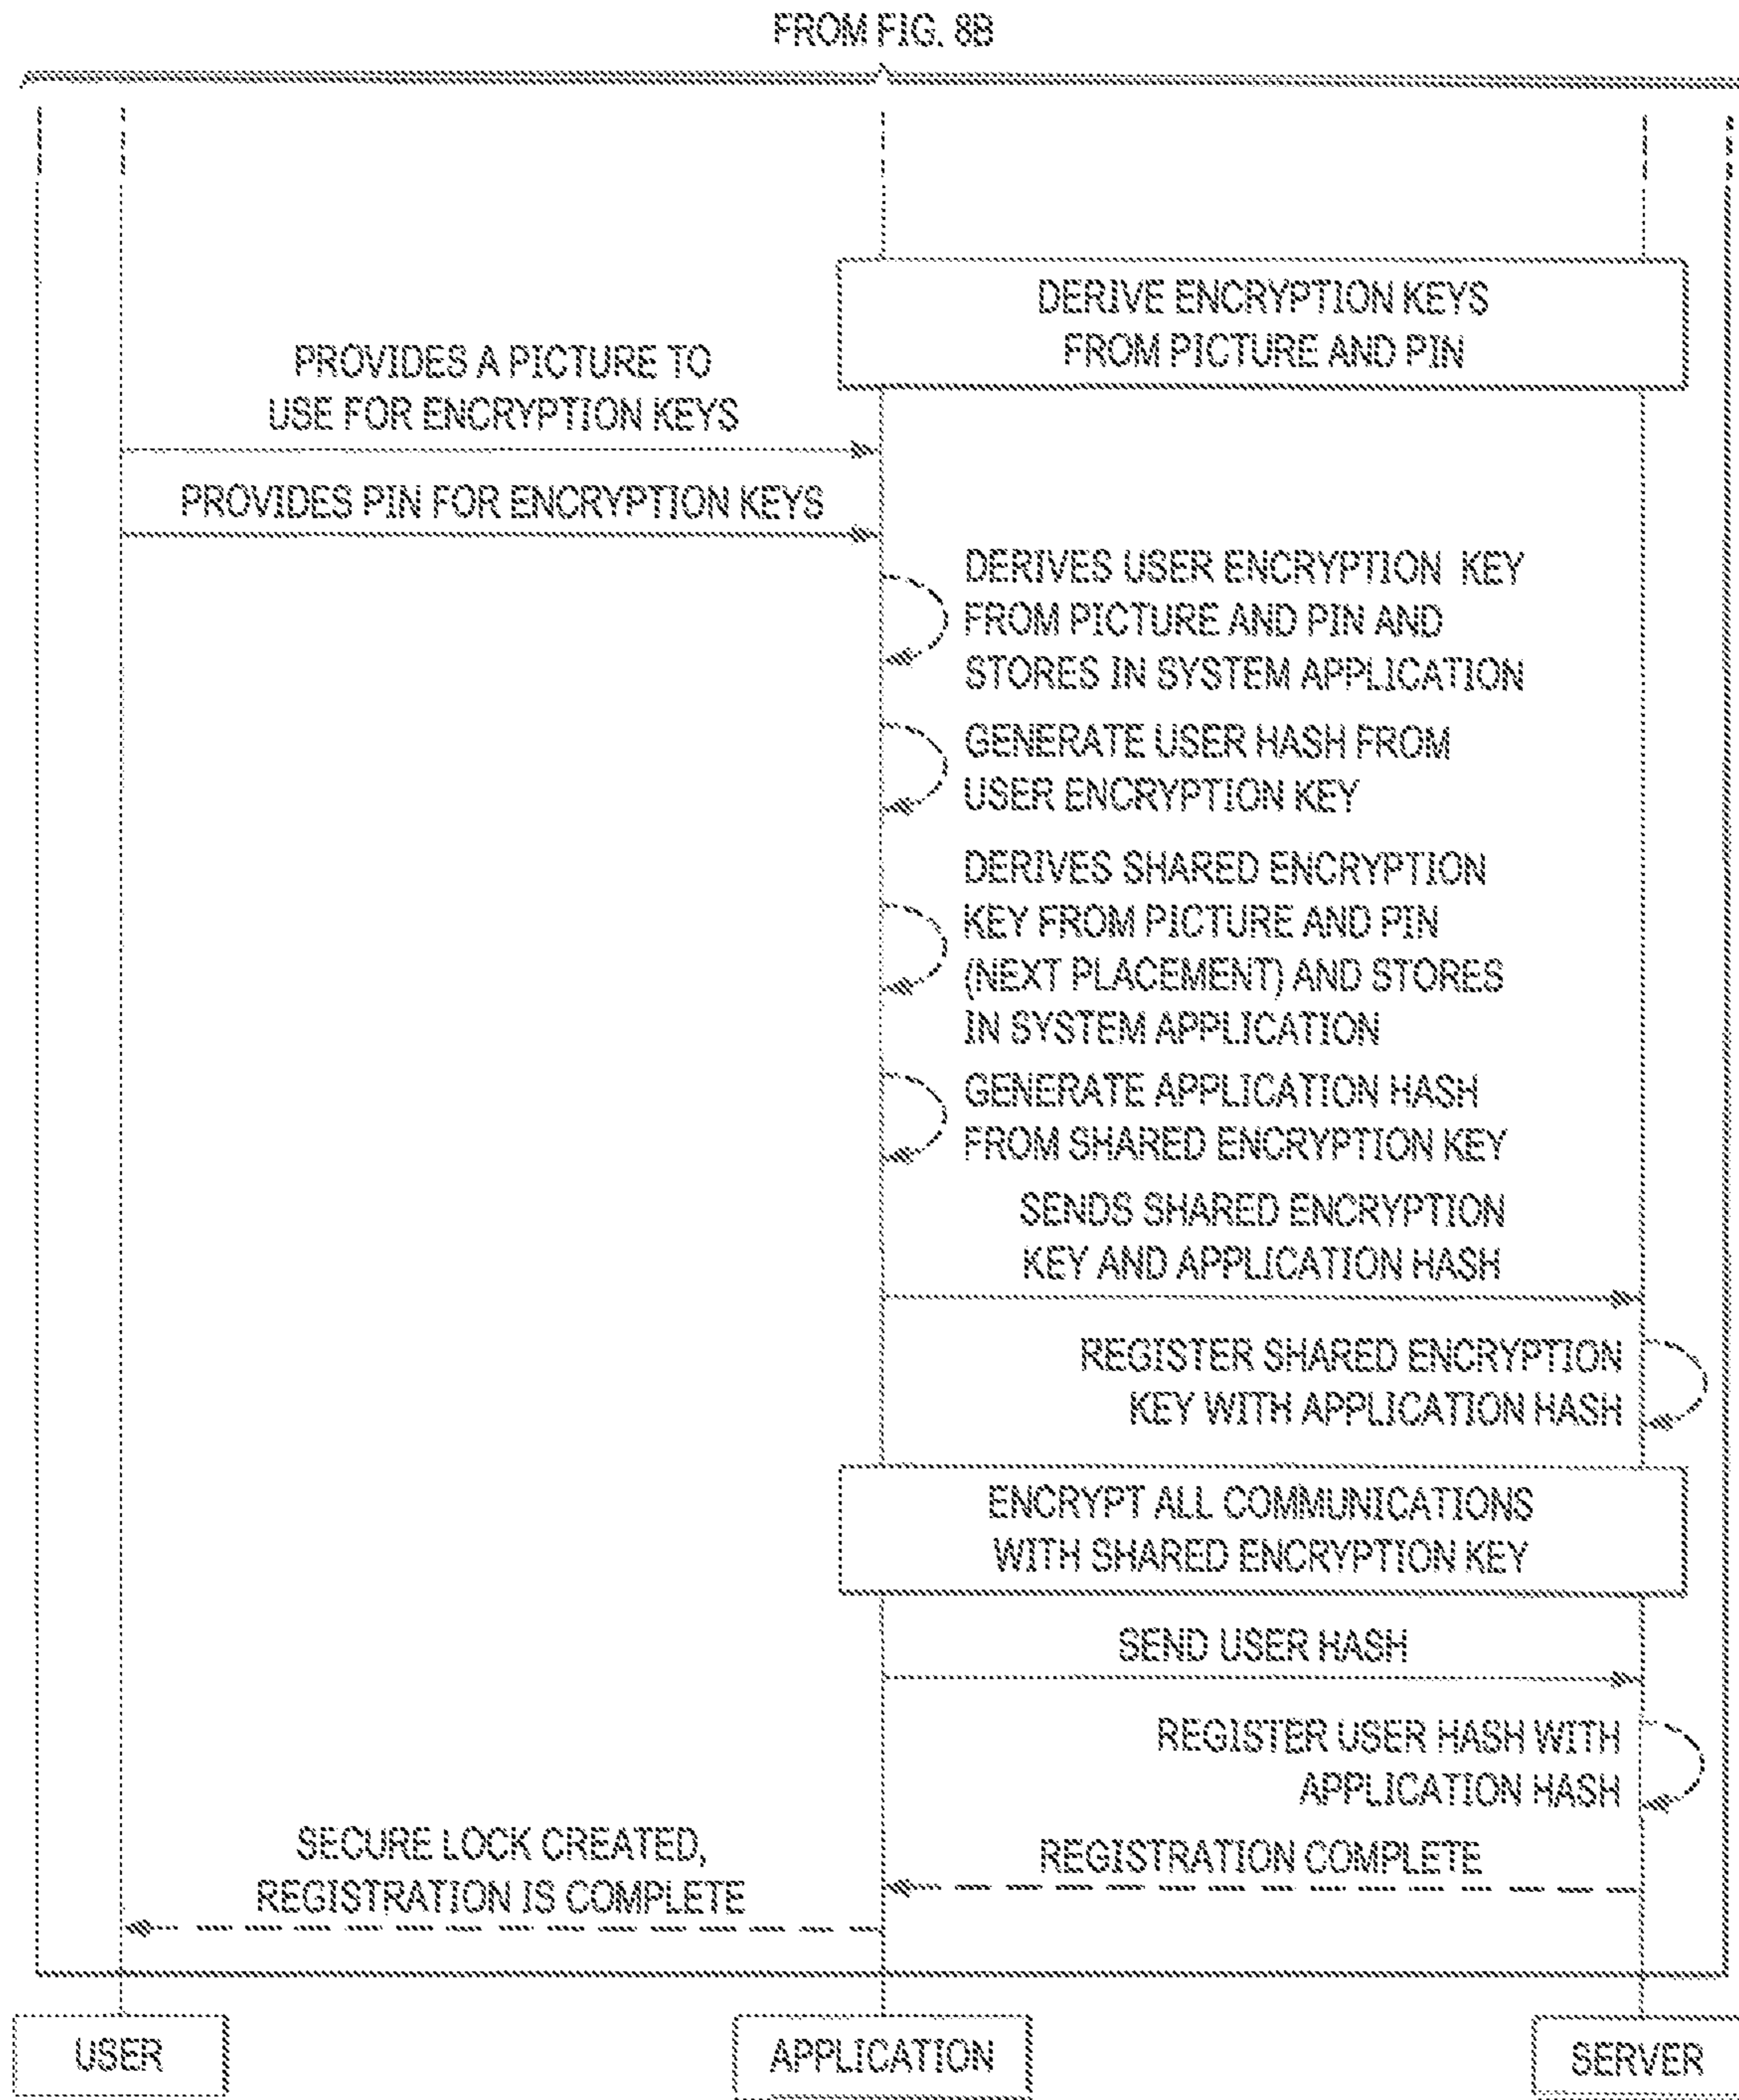 FROM FIG. 8B
DERIVE ENCRYPTION KEYS
FROM PICTURE AND PIN
PROVIDES A PICTURE TO
USE FOR ENCRYPTION KEYS
PROVIDES PIN FOR ENCRYPTION KEYS
DERIVES USER ENCRYPTION KEY
FROM PICTURE AND PIN AND
STORES IN SYSTEM APPLICATION
GENERATE USER HASH FROM
USER ENCRYPTION KEY
DERIVES SHARED ENCRYPTION
KEY FROM PICTURE AND PIN
(NEXT PLACEMENT) AND STORES
IN SYSTEM APPLICATION
GENERATE APPLICATION HASH
FROM SHARED ENCRYPTION KEY
SENDS SHARED ENCRYPTION
KEY AND APPLICATION HASH
REGISTER SHARED ENCRYPTION
KEY WITH APPLICATION HASH
ENCRYPT ALL COMMUNICATIONS
WITH SHARED ENCRYPTION KEY
SEND USER HASH
REGISTER USER HASH WITH
APPLICATION HASH
REGISTRATION COMPLETE
SECURE LOCK CREATED,
REGISTRATION IS COMPLETE
USER
APPLICATION
SERVER